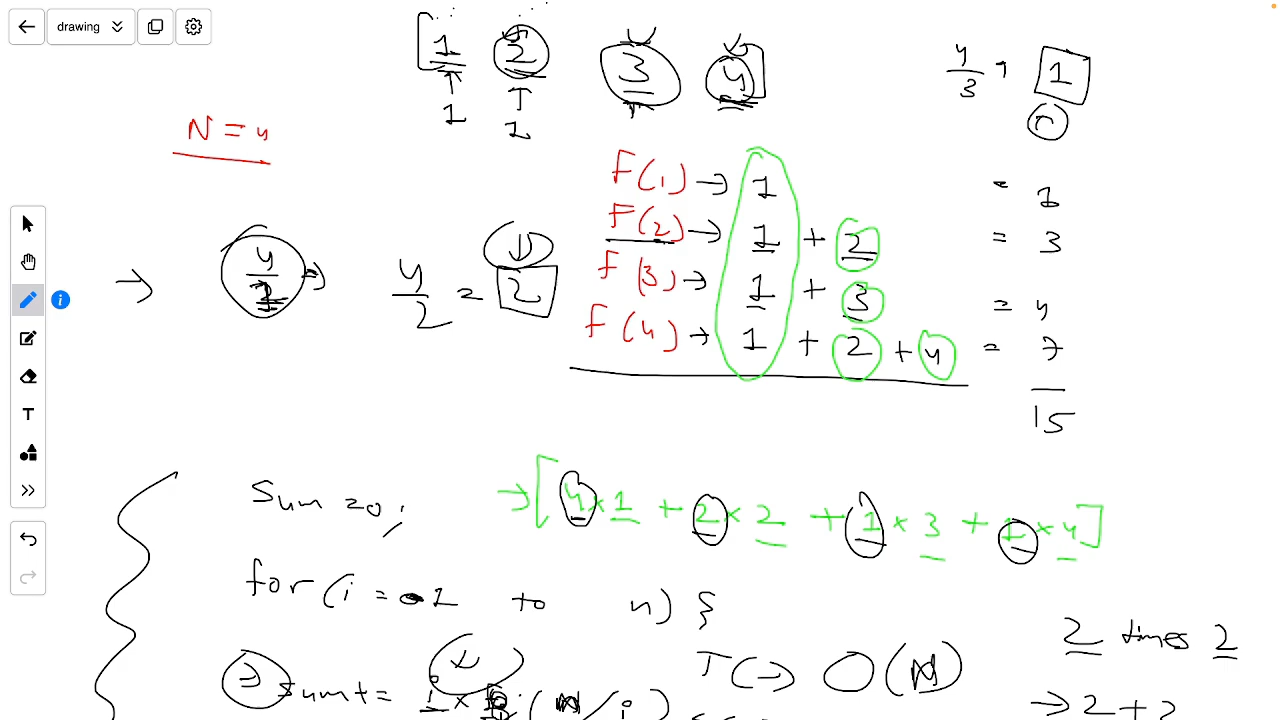 drawing
1 2 3 4
1 2
4/3 → 1
r
N = 4
F(1) → 1 = 1
F(2) → 1 + 2 = 3
F(3) → 1 + 3 = 4
F(4) → 1 + 2 + 4 = 7
15
4/2 = 2
→ [4 × 1 + 2 × 2 + 1 × 3 + 1 × 4]
Sum = 0;
for (i = 1 to n) {
2 times 2
T(→ O(N)
Sum += i × (N/i)
→ 2 + 2
T